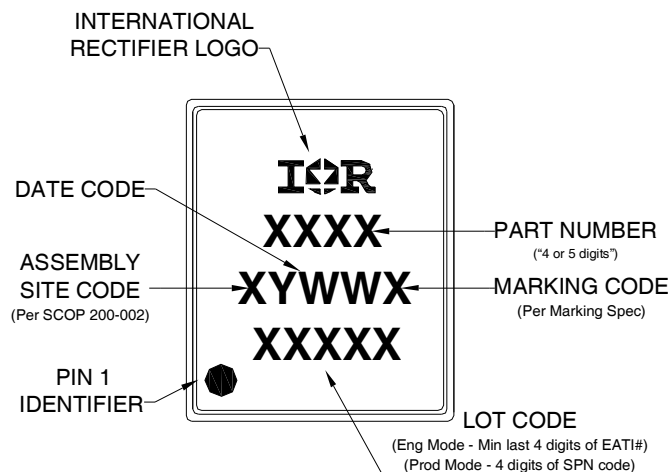 INTERNATIONAL
RECTIFIER LOGO
IOR
DATE CODE
XXXX
PART NUMBER
("4 or 5 digits")
ASSEMBLY
SITE CODE
(Per SCOP 200-002)
XYWWX
MARKING CODE
(Per Marking Spec)
XXXXX
PIN 1
IDENTIFIER
LOT CODE
(Eng Mode - Min last 4 digits of EATI#)
(Prod Mode - 4 digits of SPN code)